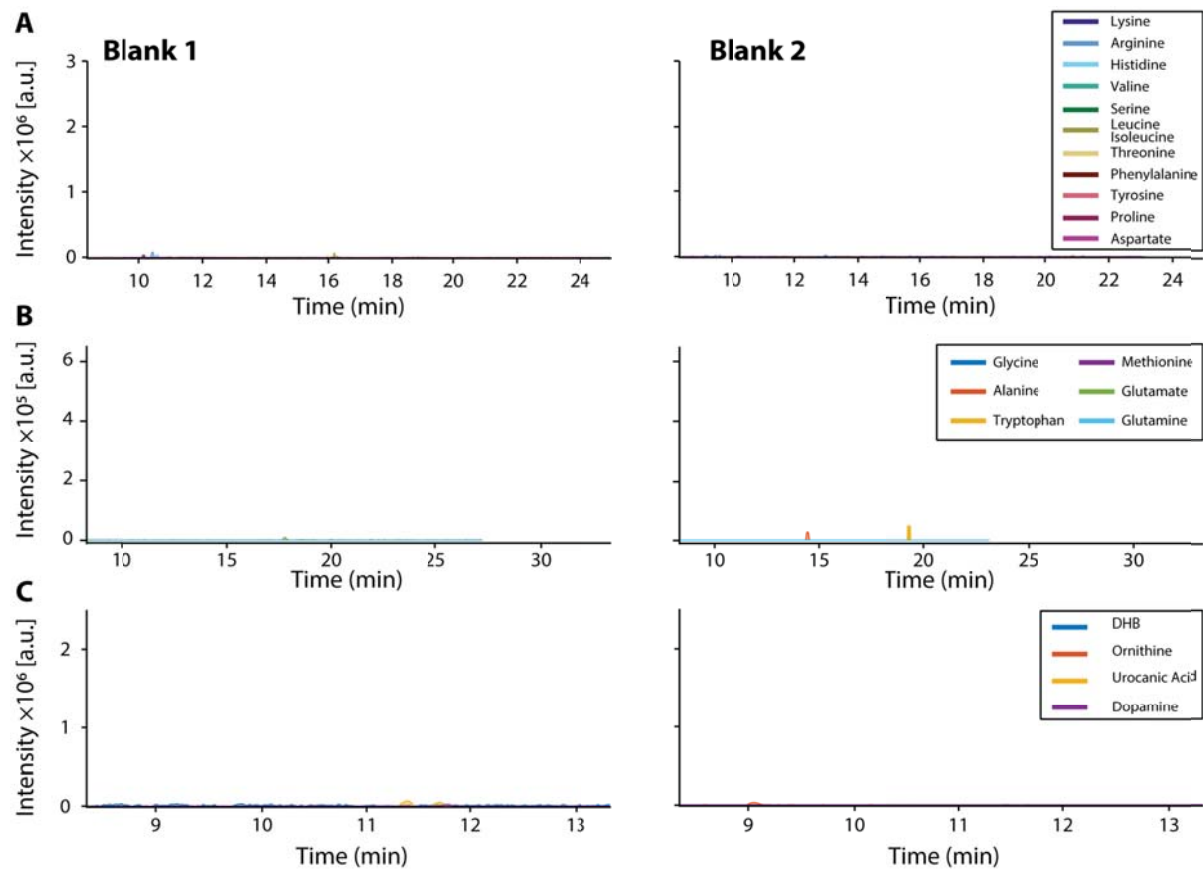 A
Blank 1
Blank 2
Intensity ×10⁶ [a.u.]
3
2
1
0
10 12 14 16 18 20 22 24
Time (min)
10 12 14 16 18 20 22 24
Time (min)
Lysine
Arginine
Histidine
Valine
Serine
Leucine
Isoleucine
Threonine
Phenylalanine
Tyrosine
Proline
Aspartate
B
Intensity ×10⁵ [a.u.]
6
4
2
0
10 15 20 25 30
Time (min)
10 15 20 25 30
Time (min)
Glycine Methionine
Alanine Glutamate
Tryptophan Glutamine
C
Intensity ×10⁶ [a.u.]
2
1
0
9 10 11 12 13
Time (min)
9 10 11 12 13
Time (min)
DHB
Ornithine
Urocanic Acid
Dopamine